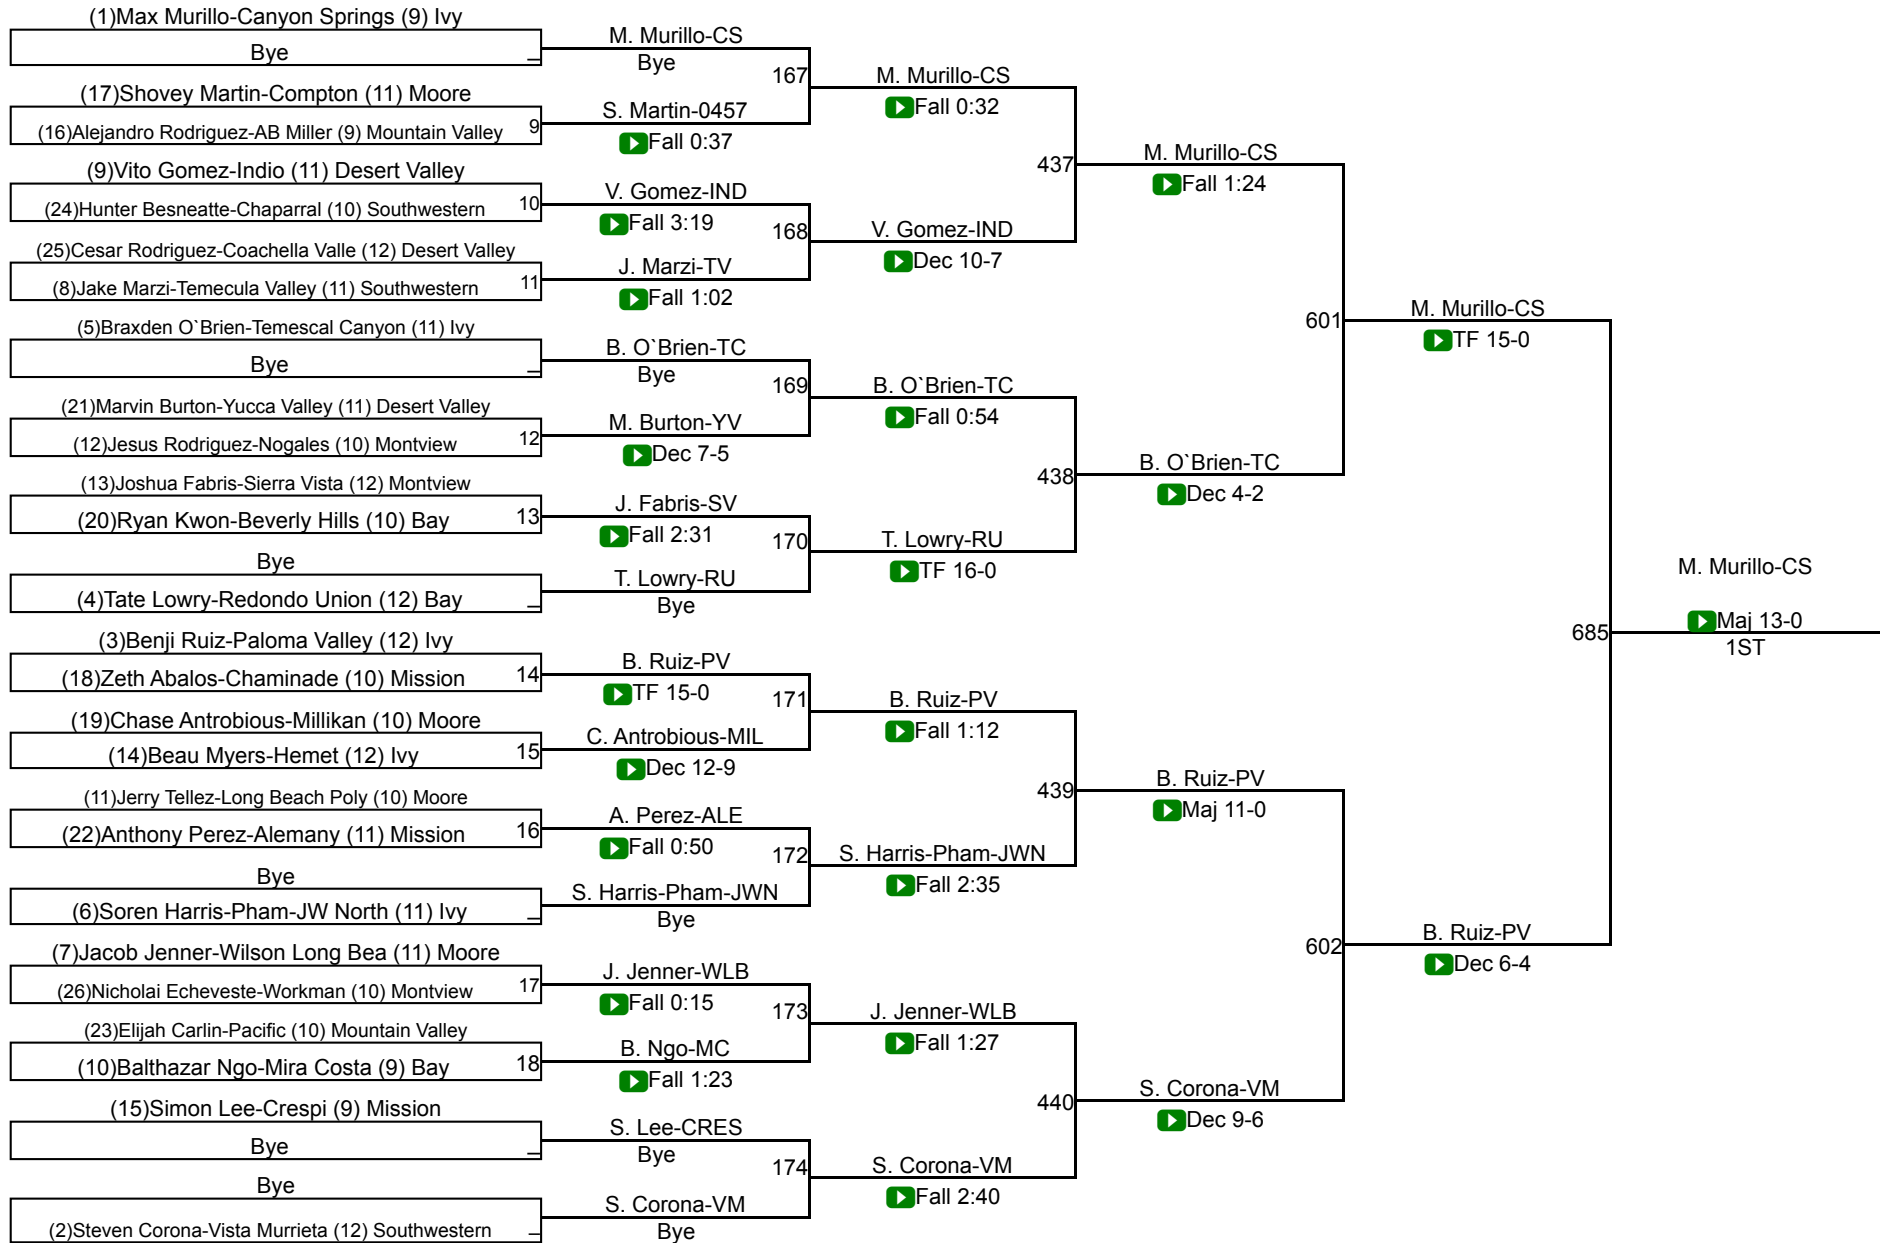 (1)Max Murillo-Canyon Springs (9) Ivy
Bye
(17)Shovey Martin-Compton (11) Moore
(16)Alejandro Rodriguez-AB Miller (9) Mountain Valley 9
(9)Vito Gomez-Indio (11) Desert Valley
(24)Hunter Besneatte-Chaparral (10) Southwestern 10
(25)Cesar Rodriguez-Coachella Valle (12) Desert Valley
(8)Jake Marzi-Temecula Valley (11) Southwestern 11
(5)Braxden O`Brien-Temescal Canyon (11) Ivy
Bye
(21)Marvin Burton-Yucca Valley (11) Desert Valley
(12)Jesus Rodriguez-Nogales (10) Montview 12
(13)Joshua Fabris-Sierra Vista (12) Montview
(20)Ryan Kwon-Beverly Hills (10) Bay 13
Bye
(4)Tate Lowry-Redondo Union (12) Bay
(3)Benji Ruiz-Paloma Valley (12) Ivy
(18)Zeth Abalos-Chaminade (10) Mission 14
(19)Chase Antrobious-Millikan (10) Moore
(14)Beau Myers-Hemet (12) Ivy 15
(11)Jerry Tellez-Long Beach Poly (10) Moore
(22)Anthony Perez-Alemany (11) Mission 16
Bye
(6)Soren Harris-Pham-JW North (11) Ivy
(7)Jacob Jenner-Wilson Long Bea (11) Moore
(26)Nicholai Echeveste-Workman (10) Montview 17
(23)Elijah Carlin-Pacific (10) Mountain Valley
(10)Balthazar Ngo-Mira Costa (9) Bay 18
(15)Simon Lee-Crespi (9) Mission
Bye
Bye
(2)Steven Corona-Vista Murrieta (12) Southwestern
M. Murillo-CS
Bye
167
S. Martin-0457
Fall 0:37
V. Gomez-IND
Fall 3:19
168
J. Marzi-TV
Fall 1:02
B. O`Brien-TC
Bye
169
M. Burton-YV
Dec 7-5
J. Fabris-SV
Fall 2:31
170
T. Lowry-RU
Bye
B. Ruiz-PV
TF 15-0
171
C. Antrobious-MIL
Dec 12-9
A. Perez-ALE
Fall 0:50
172
S. Harris-Pham-JWN
Bye
J. Jenner-WLB
Fall 0:15
173
B. Ngo-MC
Fall 1:23
S. Lee-CRES
Bye
174
S. Corona-VM
Bye
M. Murillo-CS
Fall 0:32
437
V. Gomez-IND
Dec 10-7
B. O`Brien-TC
Fall 0:54
438
T. Lowry-RU
TF 16-0
B. Ruiz-PV
Fall 1:12
439
S. Harris-Pham-JWN
Fall 2:35
J. Jenner-WLB
Fall 1:27
440
S. Corona-VM
Fall 2:40
M. Murillo-CS
Fall 1:24
601
B. O`Brien-TC
Dec 4-2
B. Ruiz-PV
Maj 11-0
602
S. Corona-VM
Dec 9-6
M. Murillo-CS
TF 15-0
685
B. Ruiz-PV
Dec 6-4
M. Murillo-CS
Maj 13-0
1ST